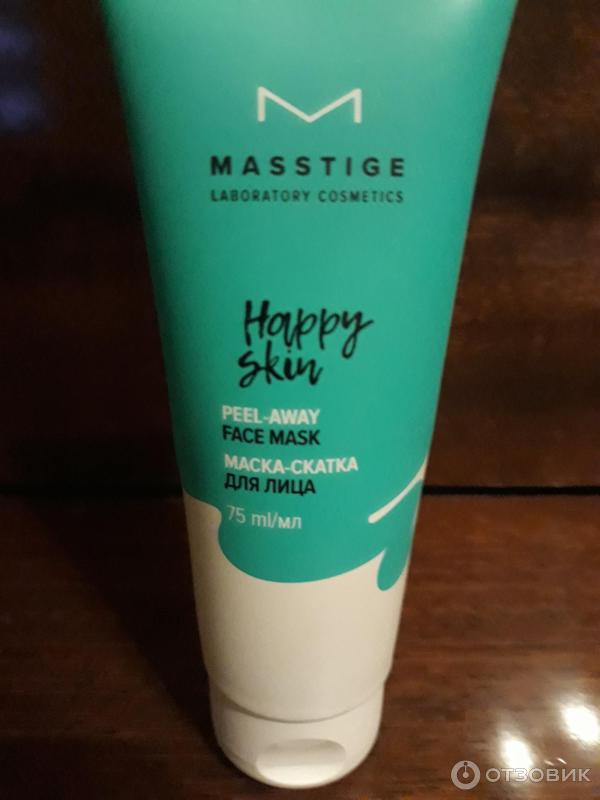 MASSTIGE
LABORATORY COSMETICS
Happy
skin
PEEL-AWAY
FACE MASK
МАСКА-СКАТКА
ДЛЯ ЛИЦА
75 ml/мл
ОТЗОВИК